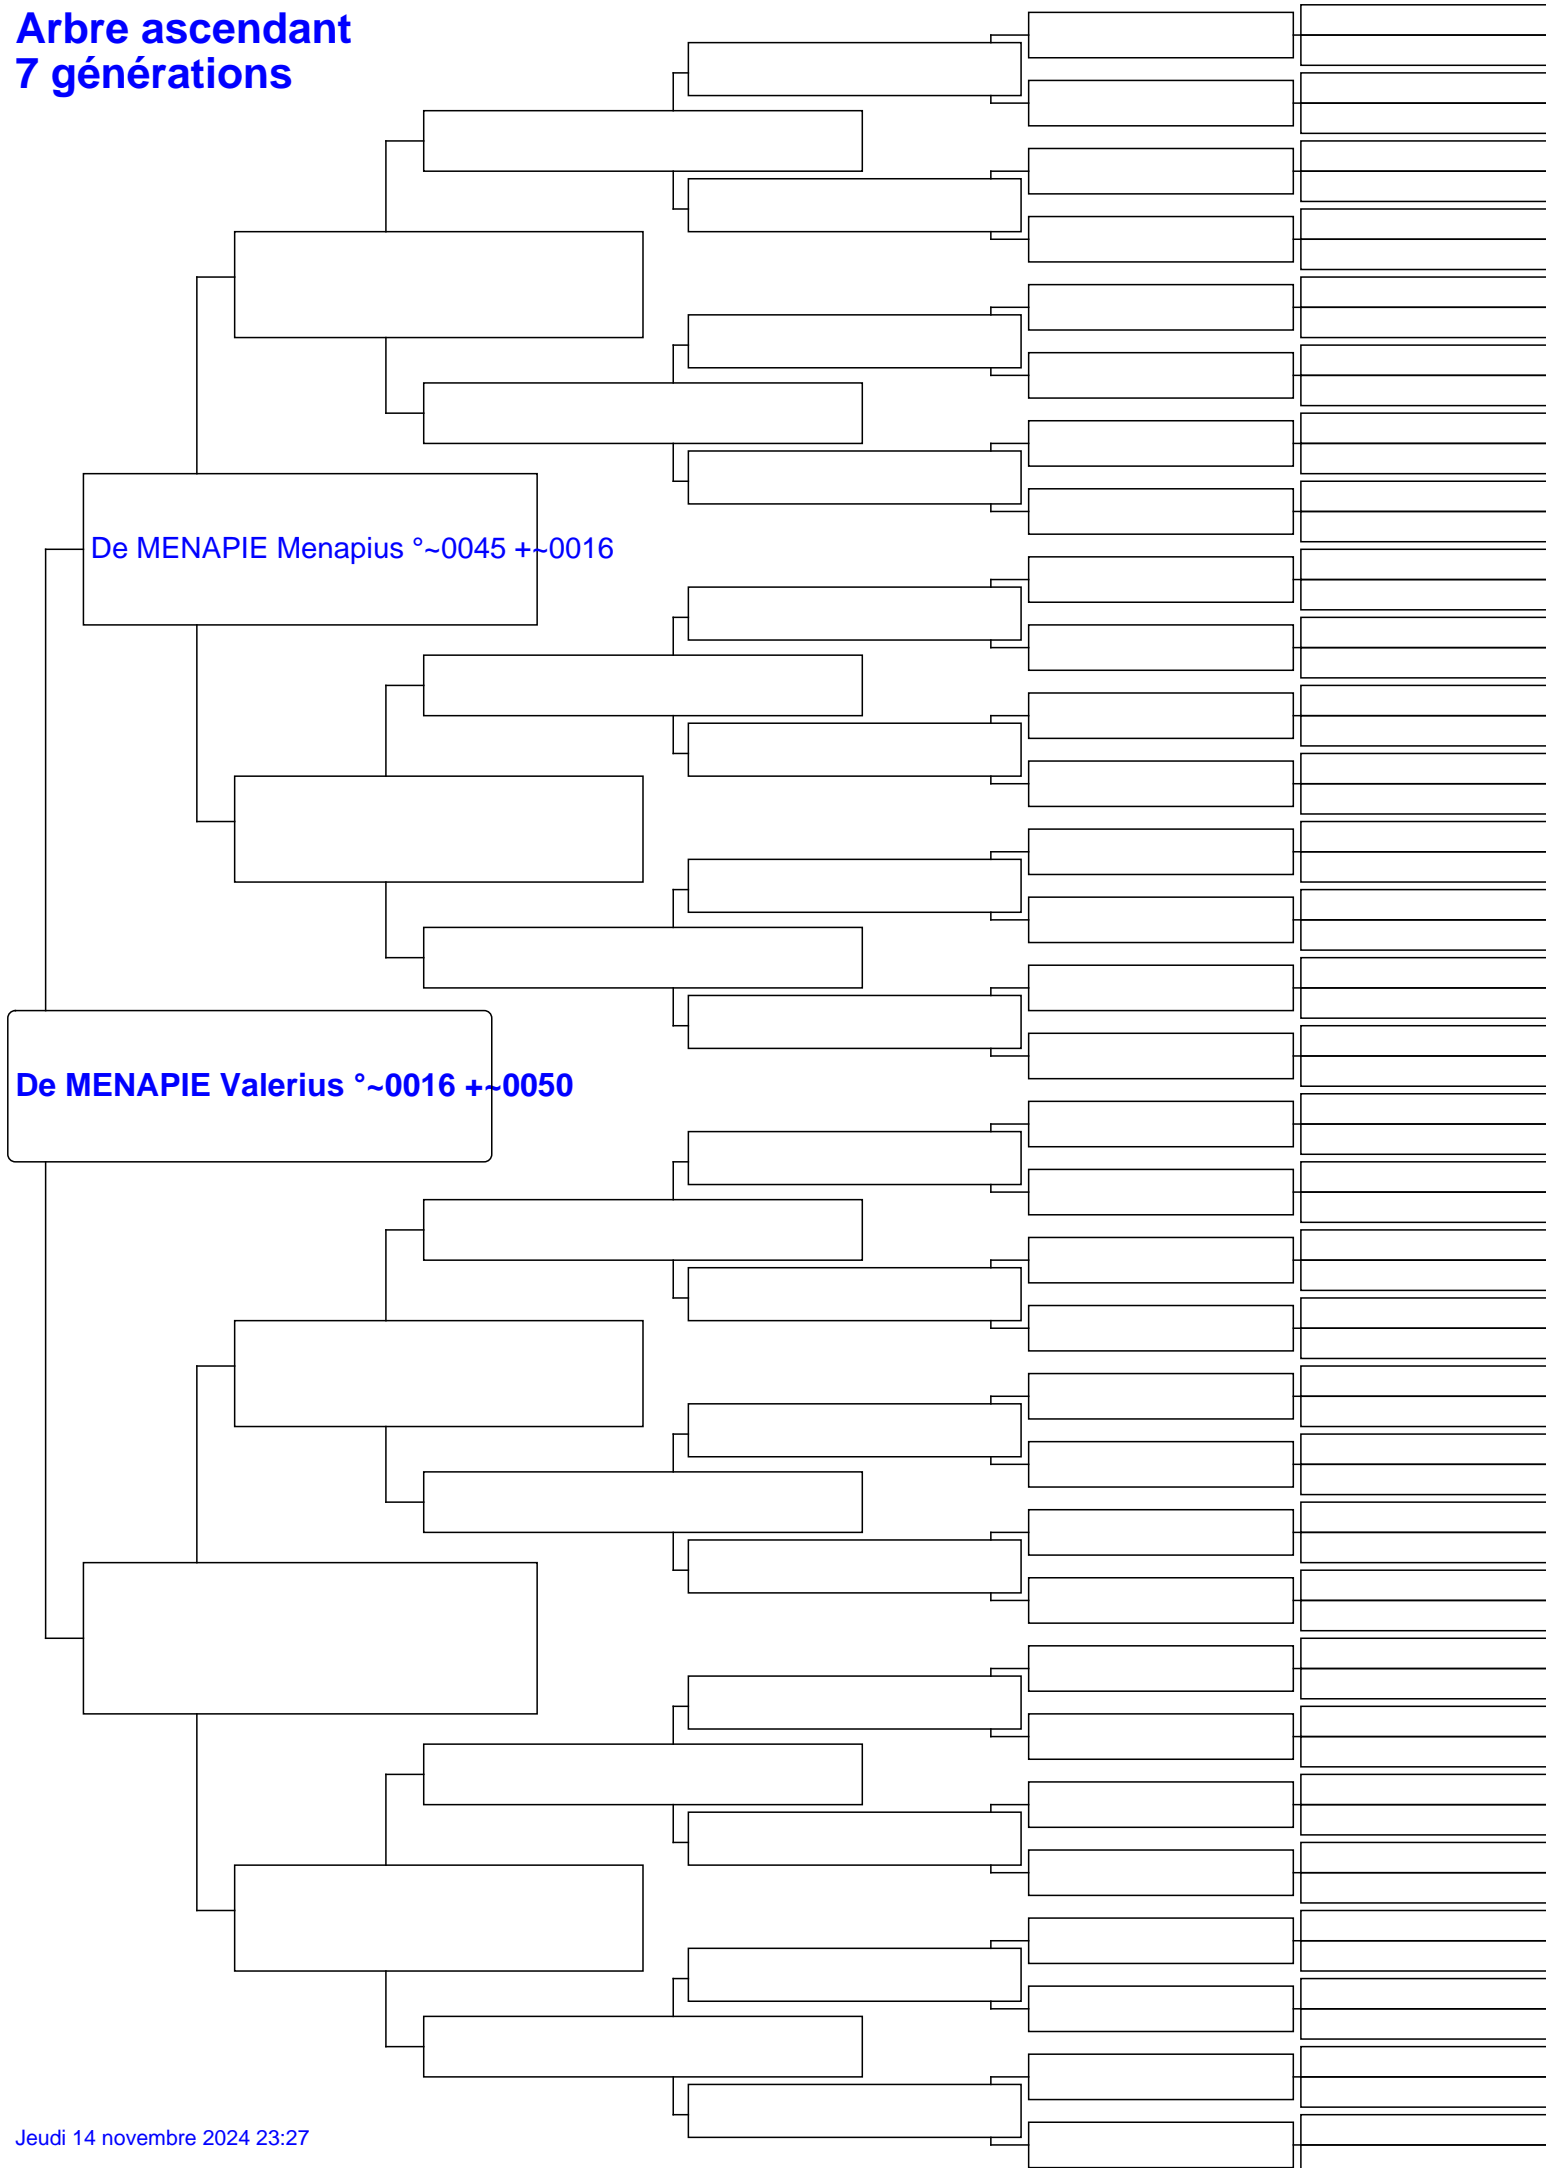 Arbre ascendant
7 générations
De MENAPIE Menapius °~0045 +~0016
De MENAPIE Valerius °~0016 +~0050
Jeudi 14 novembre 2024 23:27